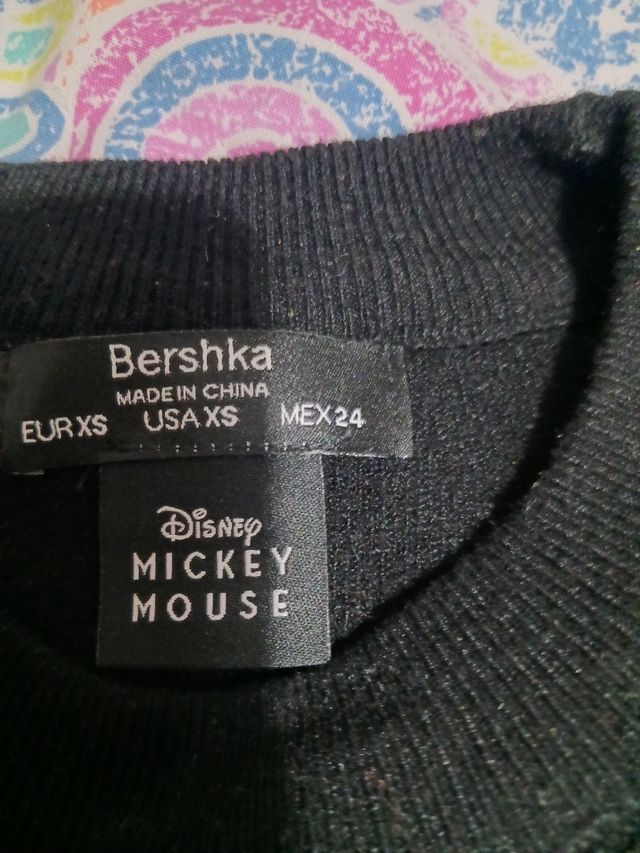 Bershka
MADE IN CHINA
EUR XS USA XS MEX 24
Disney
MICKEY
MOUSE